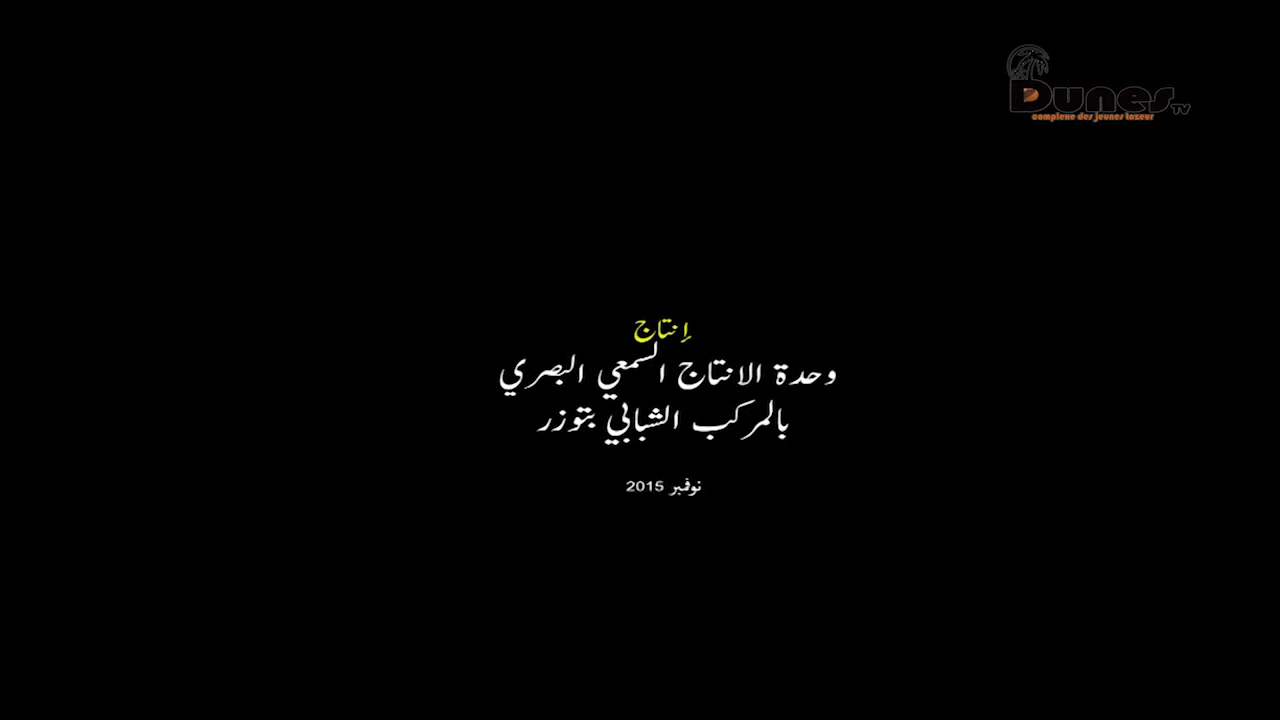 Dunes TV
complexe des jeunes tozeur
إنتاج
وحدة الانتاج السمعي البصري
بالمركب الشبابي بتوزر
نوفمبر 2015